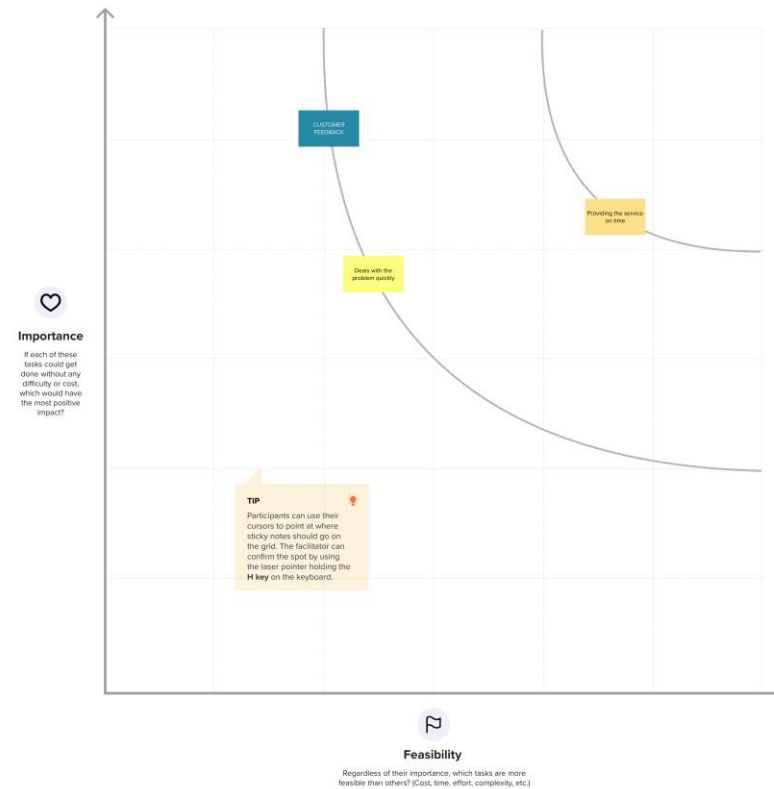 CUSTOMER
FEEDBACK
Providing the service
on time
Deals with the
problem quickly
Importance
If each of these
tasks could get
done without any
difficulty or cost,
which would have
the most positive
impact?
TIP
Participants can use their
cursors to point at where
sticky notes should go on
the grid. The facilitator can
confirm the spot by using
the laser pointer holding the
H key on the keyboard.
Feasibility
Regardless of their importance, which tasks are more
feasible than others? (Cost, time, effort, complexity, etc.)